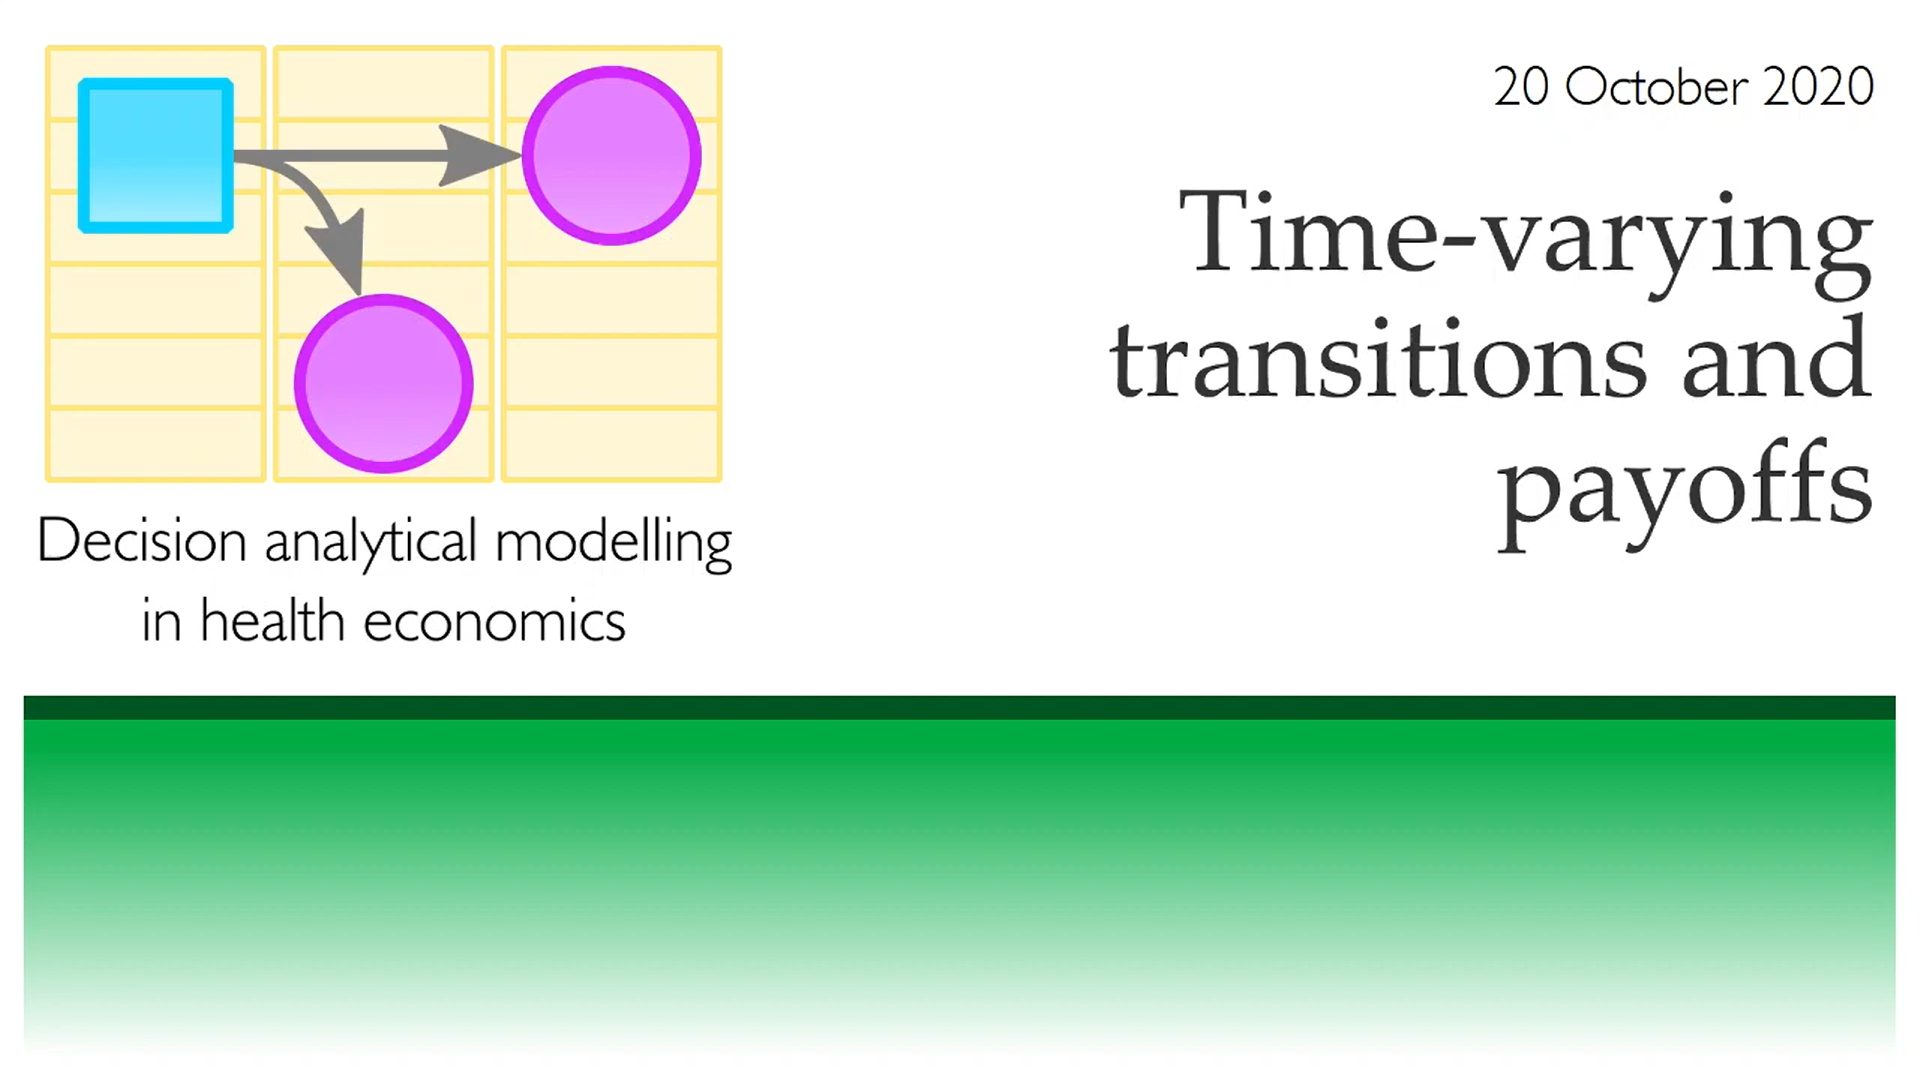 20 October 2020
Time-varying
transitions and
payoffs
Decision analytical modelling
in health economics